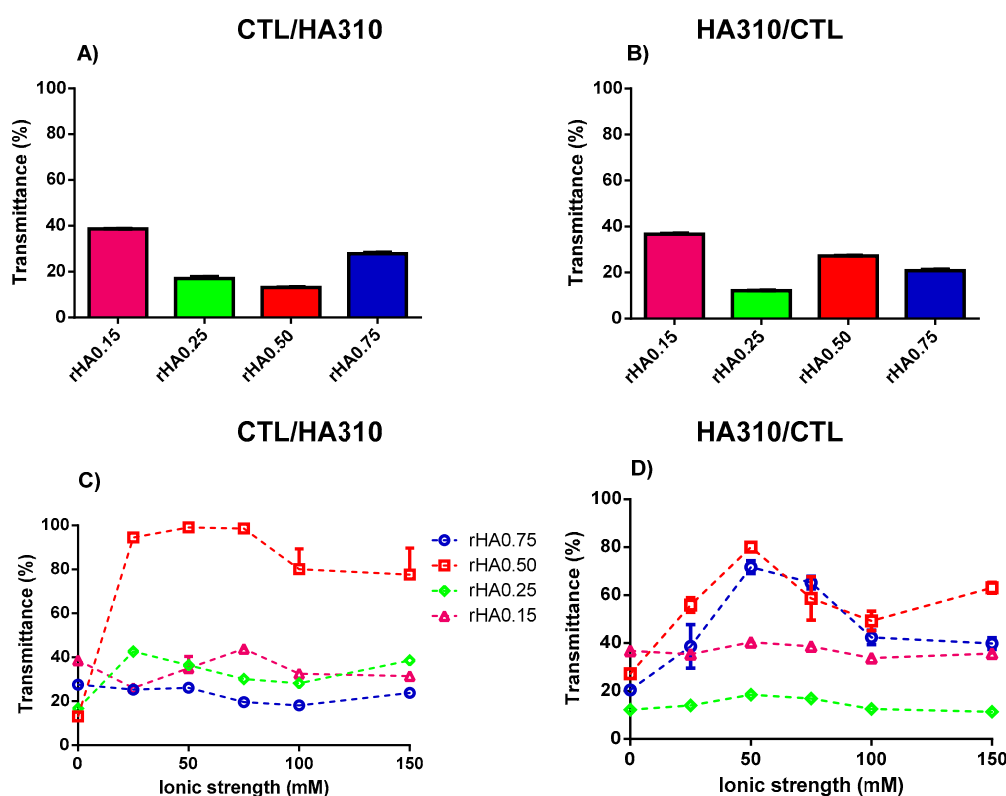 CTL/HA310
A)
Transmittance (%)
100
80
60
40
20
0
rHA0.15
rHA0.25
rHA0.50
rHA0.75
HA310/CTL
B)
Transmittance (%)
100
80
60
40
20
0
rHA0.15
rHA0.25
rHA0.50
rHA0.75
CTL/HA310
C)
Transmittance (%)
100
80
60
40
20
0
0 50 100 150
Ionic strength (mM)
rHA0.75
rHA0.50
rHA0.25
rHA0.15
HA310/CTL
D)
Transmittance (%)
100
80
60
40
20
0
0 50 100 150
Ionic strength (mM)